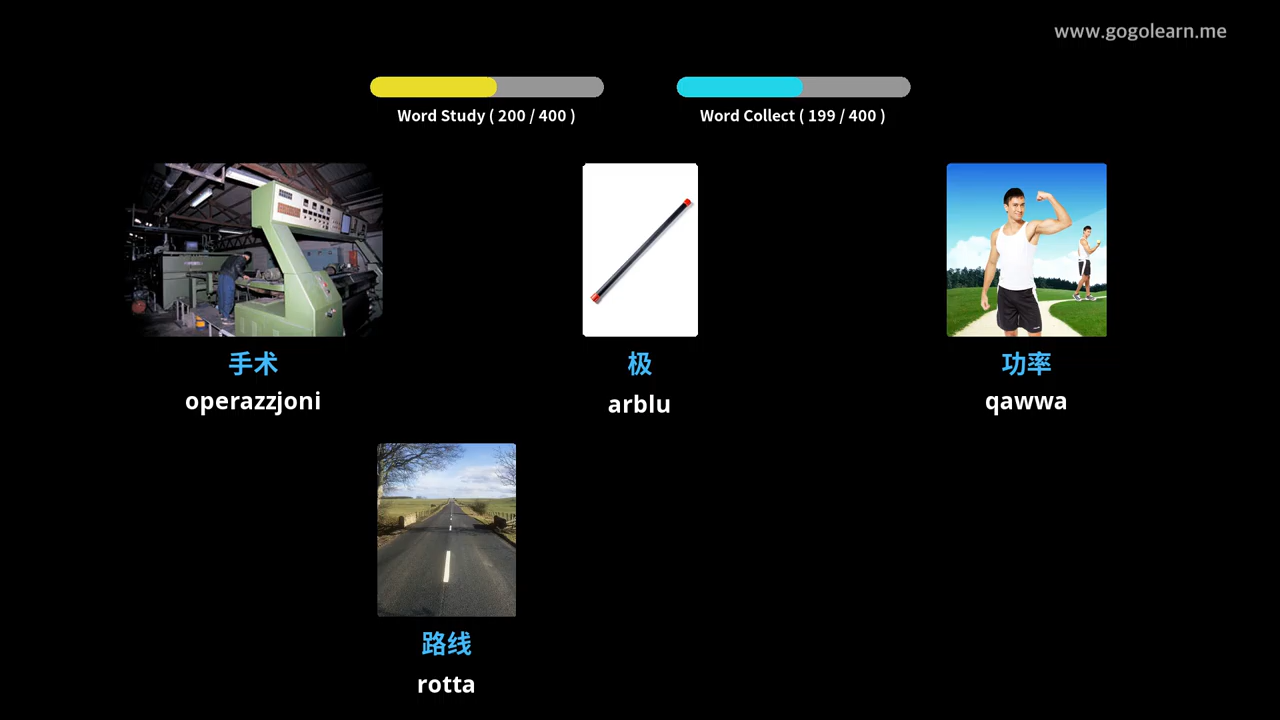 www.gogolearn.me
Word Study ( 200 / 400 )
Word Collect ( 199 / 400 )
手术
operazzjoni
极
arblu
功率
qawwa
路线
rotta